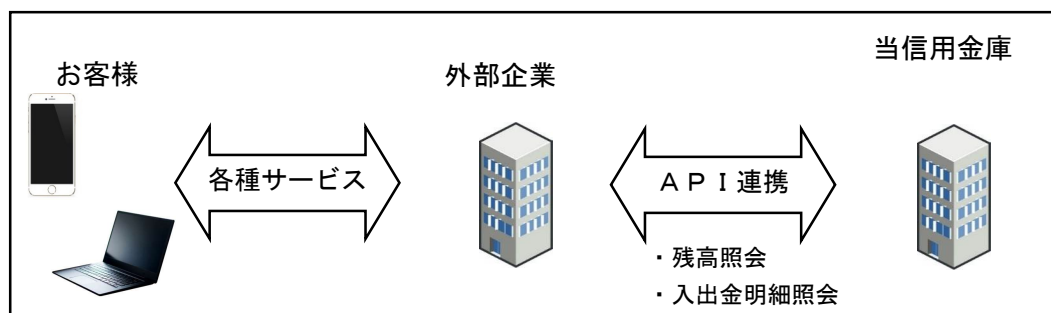 お客様
外部企業
当信用金庫
各種サービス
ＡＰＩ連携
・残高照会
・入出金明細照会